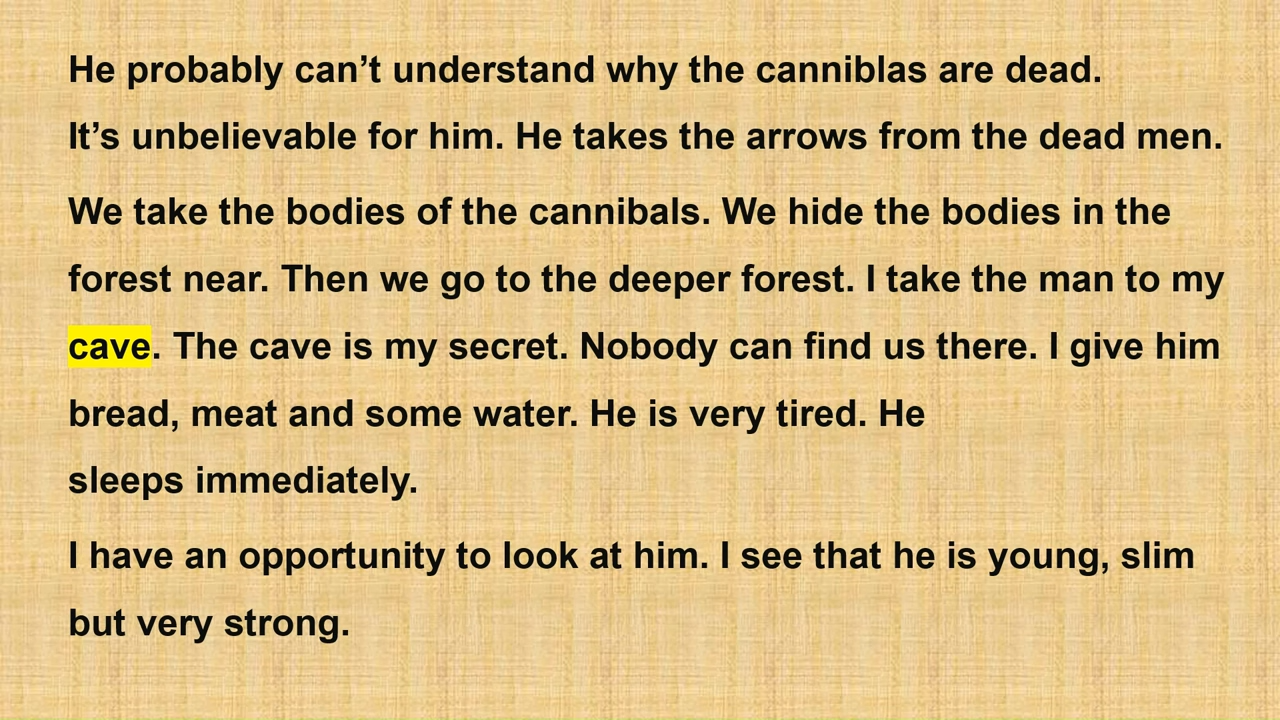 He probably can’t understand why the canniblas are dead.
It’s unbelievable for him. He takes the arrows from the dead men.
We take the bodies of the cannibals. We hide the bodies in the
forest near. Then we go to the deeper forest. I take the man to my
cave. The cave is my secret. Nobody can find us there. I give him
bread, meat and some water. He is very tired. He
sleeps immediately.
I have an opportunity to look at him. I see that he is young, slim
but very strong.